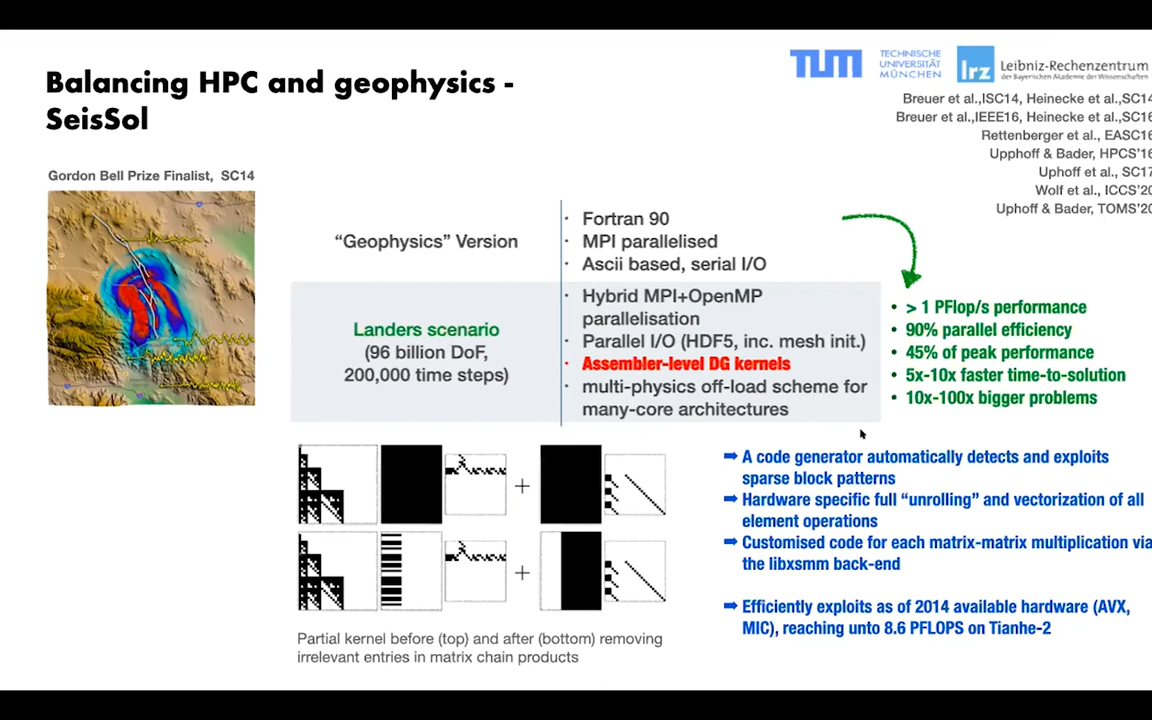 Balancing HPC and geophysics -
SeisSol
TUM
TECHNISCHE
UNIVERSITÄT
MÜNCHEN
lrz
Leibniz-Rechenzentrum
der Bayerischen Akademie der Wissenschaften
Breuer et al.,ISC14, Heinecke et al.,SC14
Breuer et al.,IEEE16, Heinecke et al.,SC16
Rettenberger et al., EASC16
Upphoff & Bader, HPCS'16
Uphoff et al., SC17
Wolf et al., ICCS'20
Uphoff & Bader, TOMS'20
Gordon Bell Prize Finalist, SC14
“Geophysics” Version
· Fortran 90
· MPI parallelised
· Ascii based, serial I/O
Landers scenario
(96 billion DoF,
200,000 time steps)
· Hybrid MPI+OpenMP
parallelisation
· Parallel I/O (HDF5, inc. mesh init.)
· Assembler-level DG kernels
· multi-physics off-load scheme for
many-core architectures
• > 1 PFlop/s performance
• 90% parallel efficiency
• 45% of peak performance
• 5x-10x faster time-to-solution
• 10x-100x bigger problems
+
+
Partial kernel before (top) and after (bottom) removing
irrelevant entries in matrix chain products
➡ A code generator automatically detects and exploits
sparse block patterns
➡ Hardware specific full “unrolling” and vectorization of all
element operations
➡ Customised code for each matrix-matrix multiplication via
the libxsmm back-end
➡ Efficiently exploits as of 2014 available hardware (AVX,
MIC), reaching unto 8.6 PFLOPS on Tianhe-2